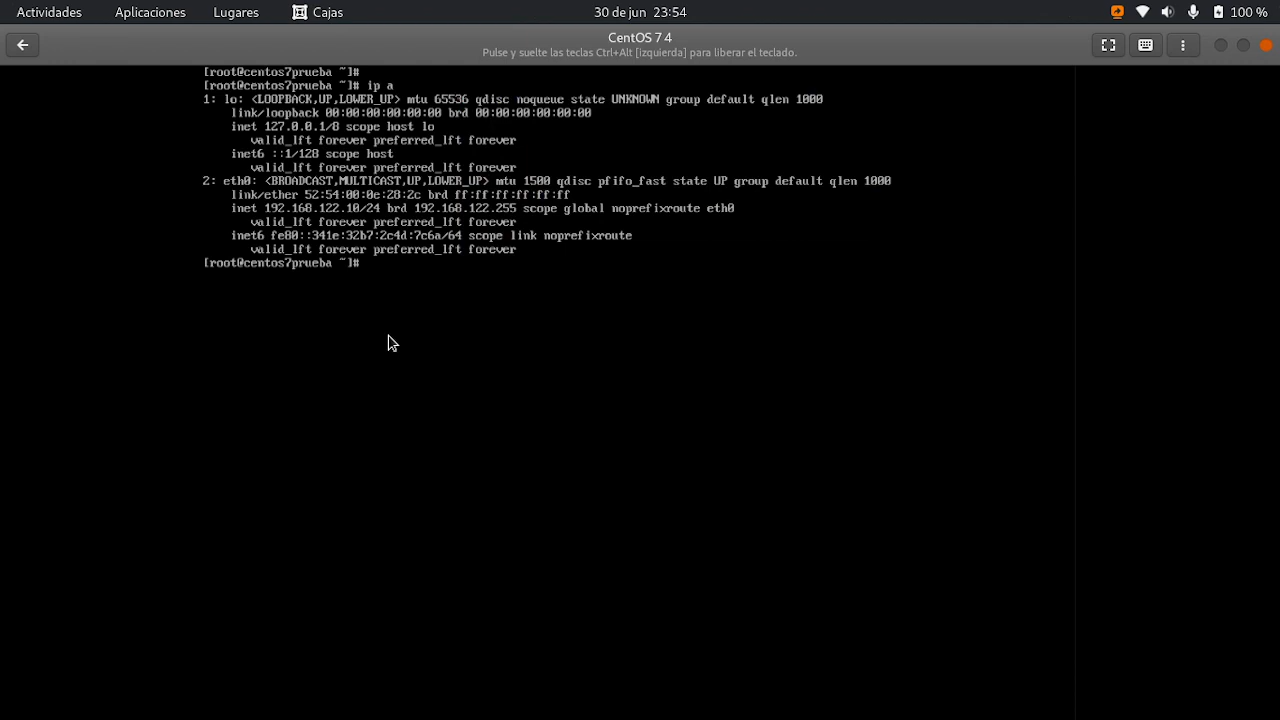 Actividades Aplicaciones Lugares Cajas 30 de jun 23:54 100 %
CentOS 7 4
Pulse y suelte las teclas Ctrl+Alt [izquierda] para liberar el teclado.
[root@centos7prueba ~]#
[root@centos7prueba ~]# ip a
1: lo: <LOOPBACK,UP,LOWER_UP> mtu 65536 qdisc noqueue state UNKNOWN group default qlen 1000
    link/loopback 00:00:00:00:00:00 brd 00:00:00:00:00:00
    inet 127.0.0.1/8 scope host lo
       valid_lft forever preferred_lft forever
    inet6 ::1/128 scope host
       valid_lft forever preferred_lft forever
2: eth0: <BROADCAST,MULTICAST,UP,LOWER_UP> mtu 1500 qdisc pfifo_fast state UP group default qlen 1000
    link/ether 52:54:00:0e:28:2c brd ff:ff:ff:ff:ff:ff
    inet 192.168.122.10/24 brd 192.168.122.255 scope global noprefixroute eth0
       valid_lft forever preferred_lft forever
    inet6 fe80::341e:32b7:2c4d:7c6a/64 scope link noprefixroute
       valid_lft forever preferred_lft forever
[root@centos7prueba ~]#